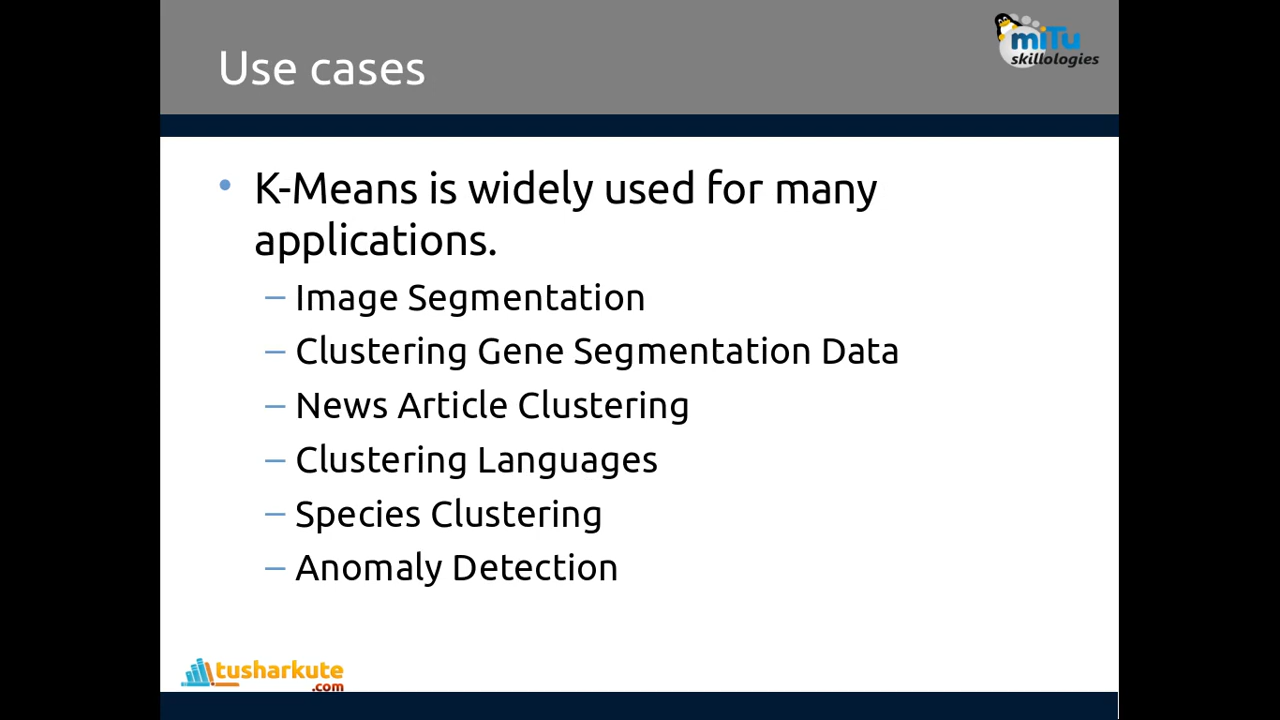 Use cases
miTu
skillologies
• K-Means is widely used for many
applications.
– Image Segmentation
– Clustering Gene Segmentation Data
– News Article Clustering
– Clustering Languages
– Species Clustering
– Anomaly Detection
tusharkute
.com